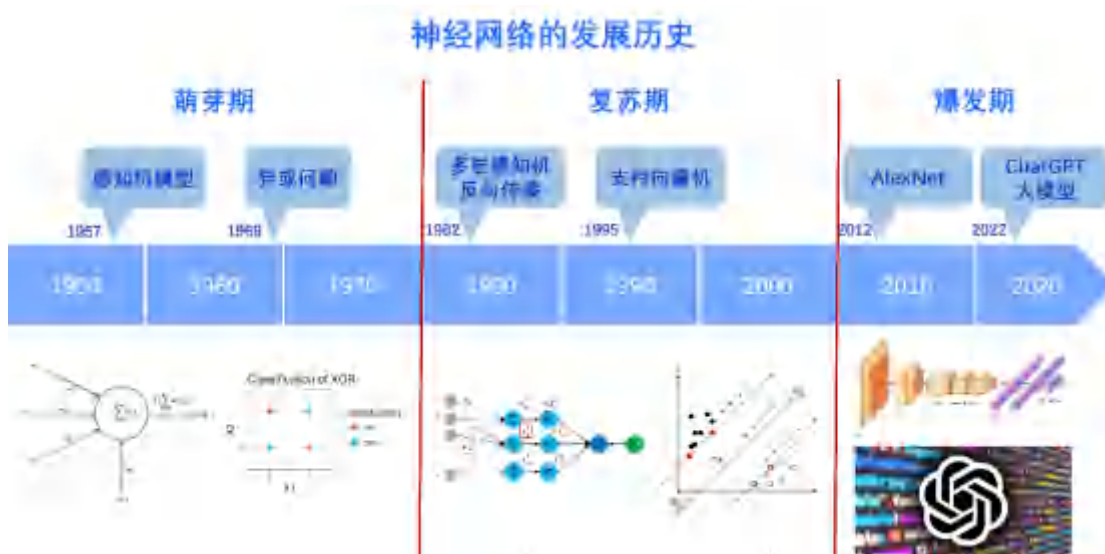 神经网络的发展历史
萌芽期
复苏期
爆发期
感知机模型
异或问题
多层感知机
反向传播
支持向量机
AlexNet
ChatGPT
大模型
1957
1969
1982
1995
2012
2022
1950
1960
1970
1980
1990
2000
2010
2020
Classification of XOR